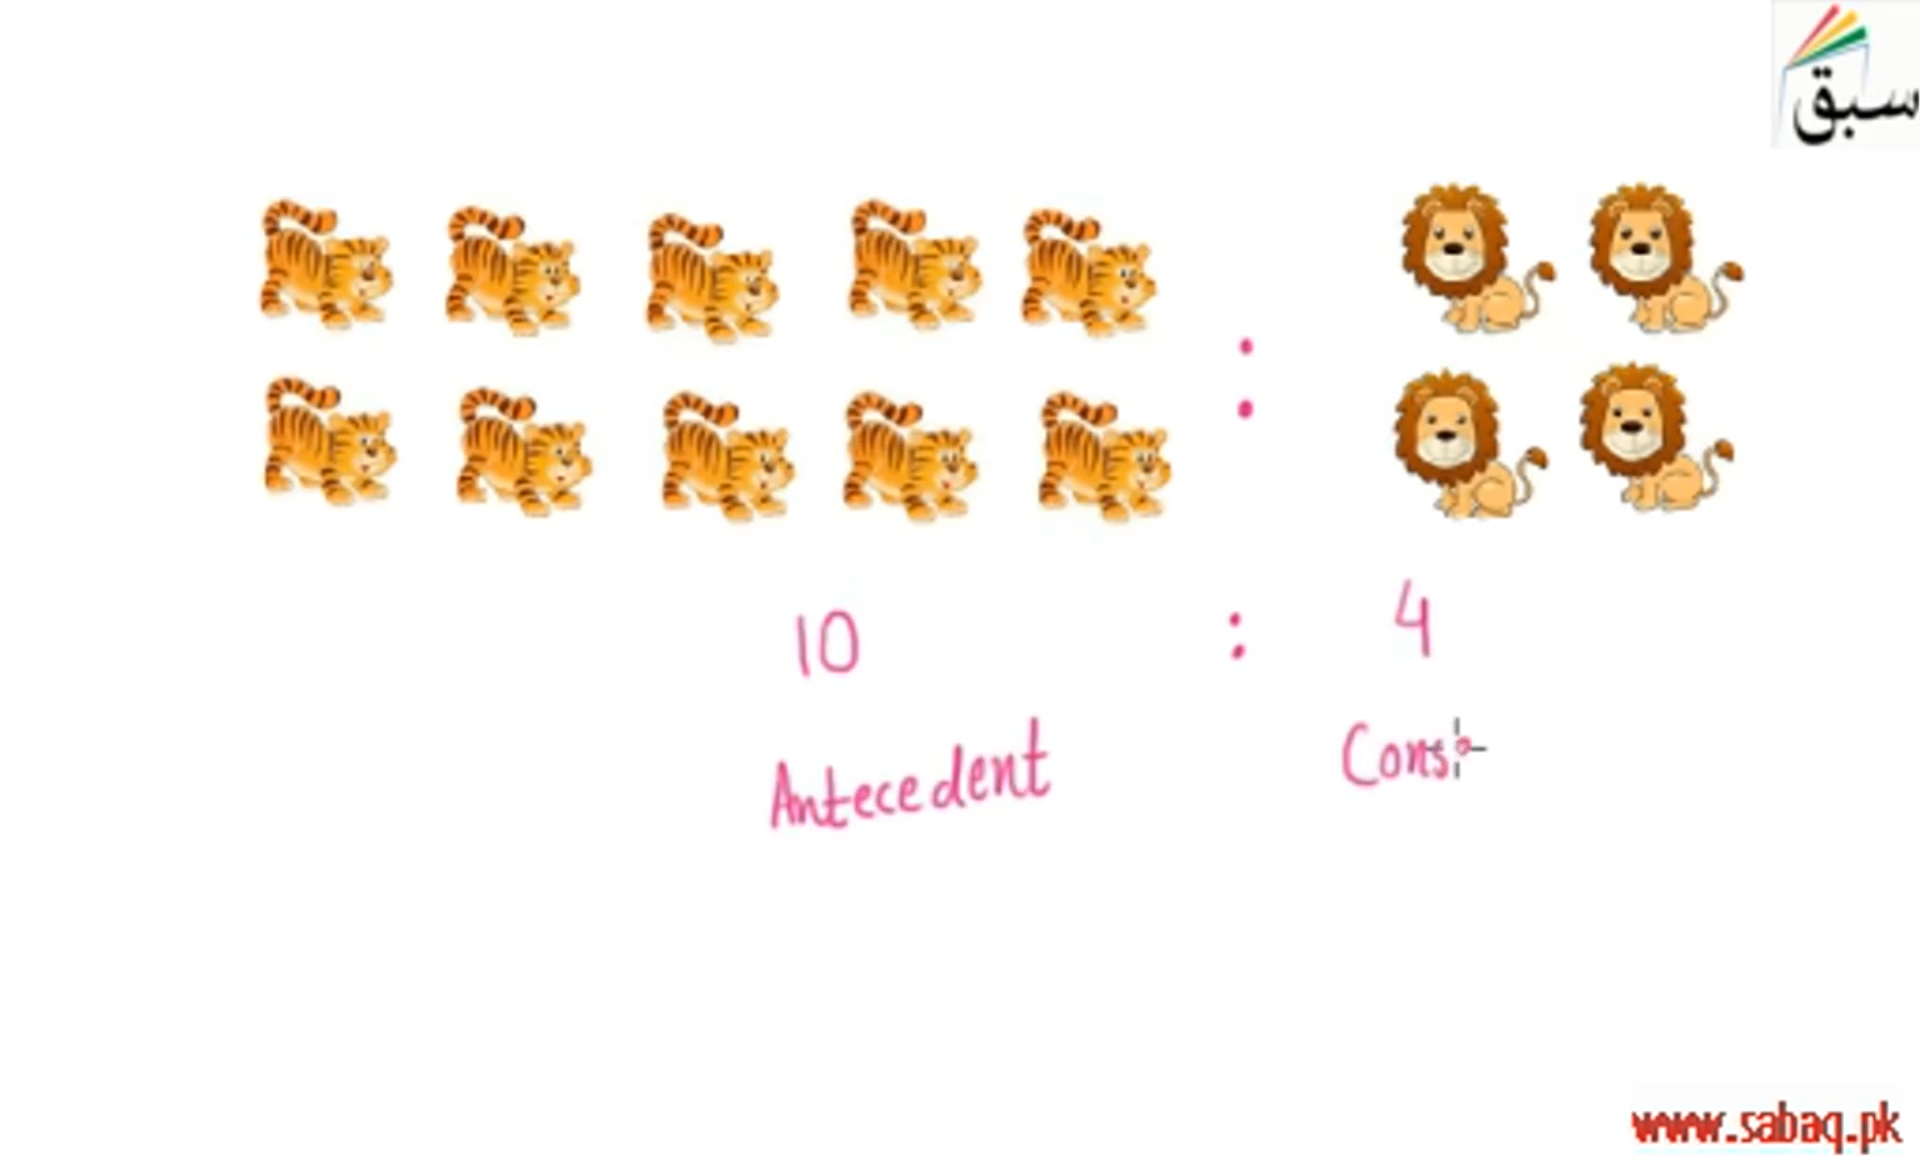 سبق
:
10 : 4
Antecedent Cons
www.sabaq.pk